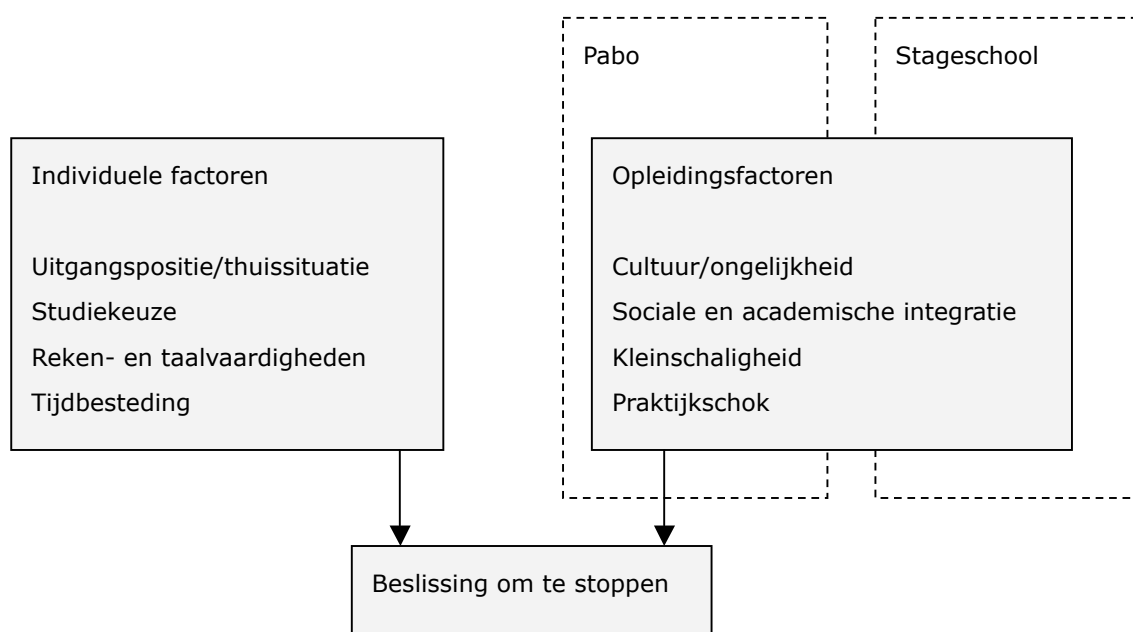 Pabo
Stageschool
Individuele factoren
Uitgangspositie/thuissituatie
Studiekeuze
Reken- en taalvaardigheden
Tijdbesteding
Opleidingsfactoren
Cultuur/ongelijkheid
Sociale en academische integratie
Kleinschaligheid
Praktijkschok
Beslissing om te stoppen